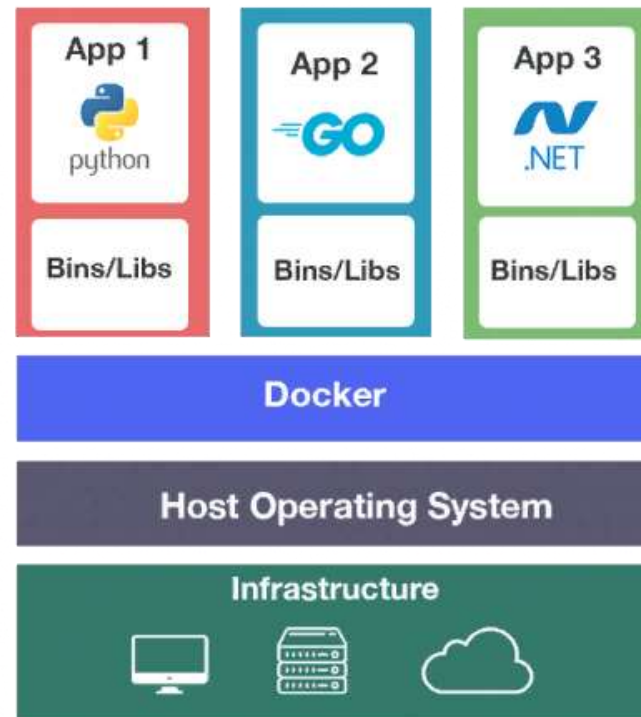 App 1
python
Bins/Libs
App 2
GO
Bins/Libs
App 3
.NET
Bins/Libs
Docker
Host Operating System
Infrastructure